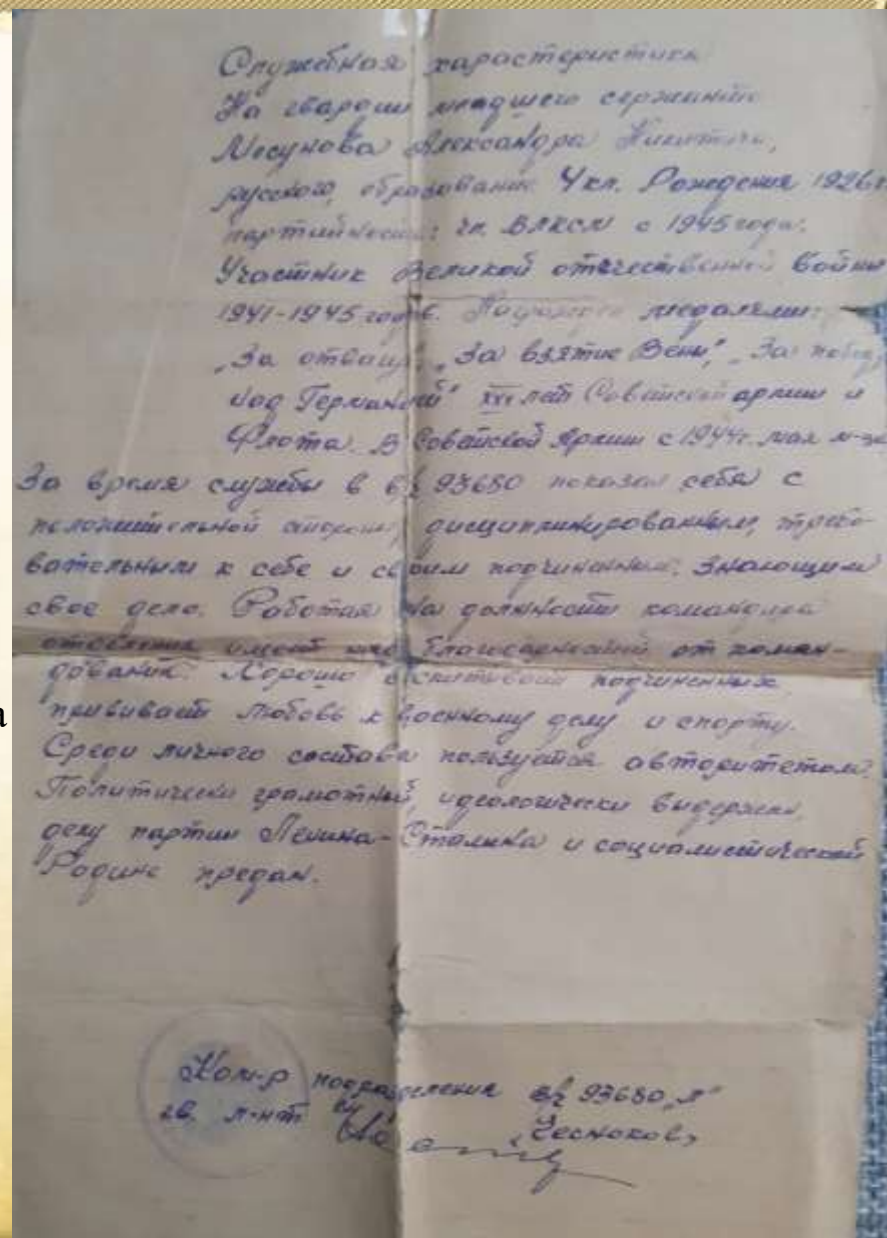 Служебная характеристика
На гвардии младшего сержанта
Месунова Александра Никитича,
русского, образование 4 кл. Рождения 1926г
партийность: чл. ВЛКСМ с 1945 года.
Участник Великой отечественной войны
1941-1945 годов. Награжден медалями:
„За отвагу", „За взятие Вены", „За победу
над Германией" XXX лет Советской армии и
Флота. В Советской Армии с 1944г. мая м-ца
За время службы в в/ч 93680 показал себя с
положительной стороны, дисциплинированным, требо-
вательным к себе и своим подчиненным. Знающим
свое дело. Работая на должности командира
отделения имеет благодарностей от коман-
дования. Хорошо воспитывает подчиненных
прививает любовь к военному делу и спорту.
а
Среди личного состава пользуется авторитетом.
Политически грамотный, идеологически выдержан,
делу партии Ленина-Сталина и социалистической
Родине предан.
Ком-р подразделения в/ч 93680 „Л"
гв. л-нт Чесноков